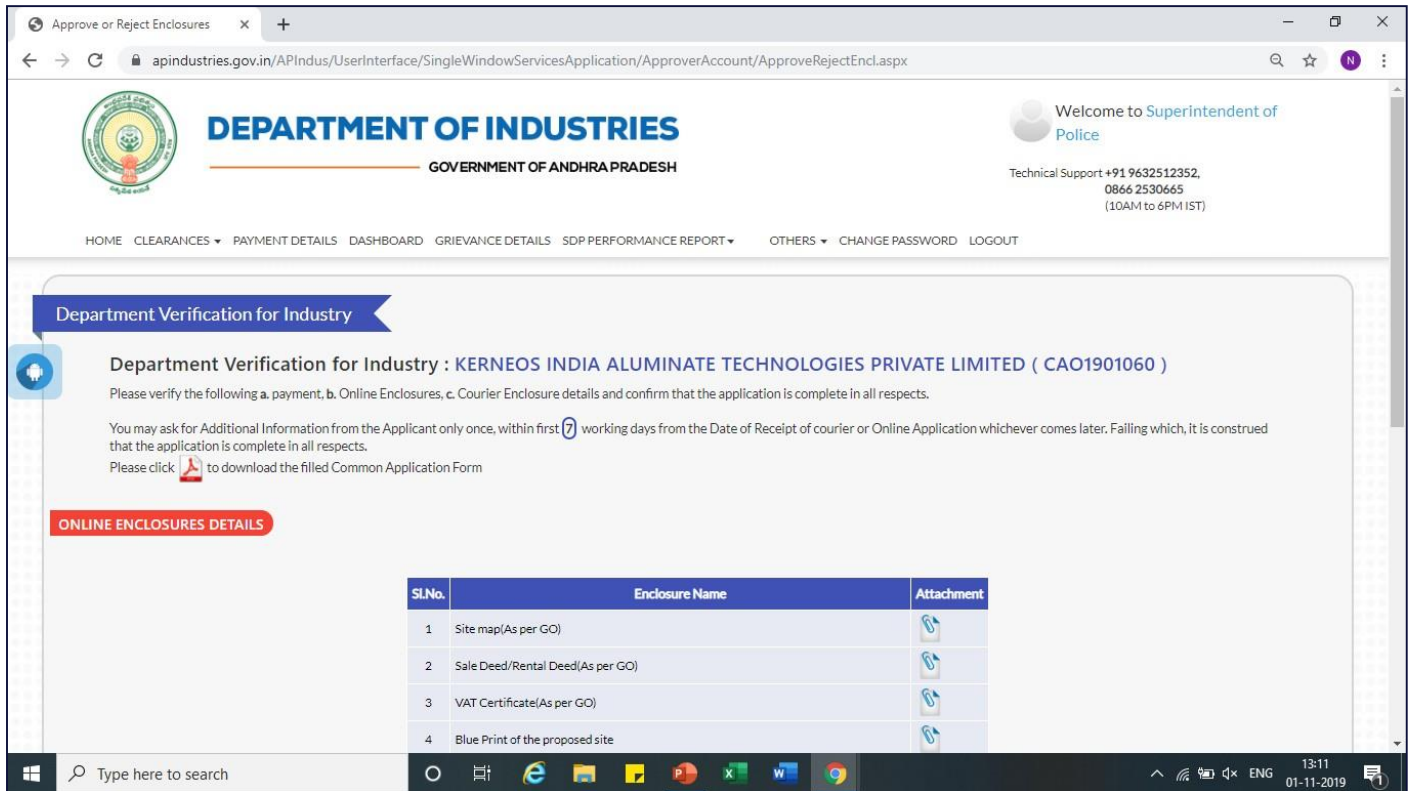 Approve or Reject Enclosures
apindustries.gov.in/APIndus/UserInterface/SingleWindowServicesApplication/ApproverAccount/ApproveRejectEncl.aspx
N
DEPARTMENT OF INDUSTRIES
GOVERNMENT OF ANDHRA PRADESH
Welcome to Superintendent of
Police
Technical Support +91 9632512352,
0866 2530665
(10AM to 6PM IST)
HOME CLEARANCES PAYMENT DETAILS DASHBOARD GRIEVANCE DETAILS SDP PERFORMANCE REPORT OTHERS CHANGE PASSWORD LOGOUT
Department Verification for Industry
Department Verification for Industry : KERNEOS INDIA ALUMINATE TECHNOLOGIES PRIVATE LIMITED ( CAO1901060 )
Please verify the following a. payment, b. Online Enclosures, c. Courier Enclosure details and confirm that the application is complete in all respects.
You may ask for Additional Information from the Applicant only once, within first 7 working days from the Date of Receipt of courier or Online Application whichever comes later. Failing which, it is construed
that the application is complete in all respects.
Please click to download the filled Common Application Form
ONLINE ENCLOSURES DETAILS
Sl.No. Enclosure Name Attachment
1 Site map(As per GO)
2 Sale Deed/Rental Deed(As per GO)
3 VAT Certificate(As per GO)
4 Blue Print of the proposed site
Type here to search
ENG
13:11
01-11-2019